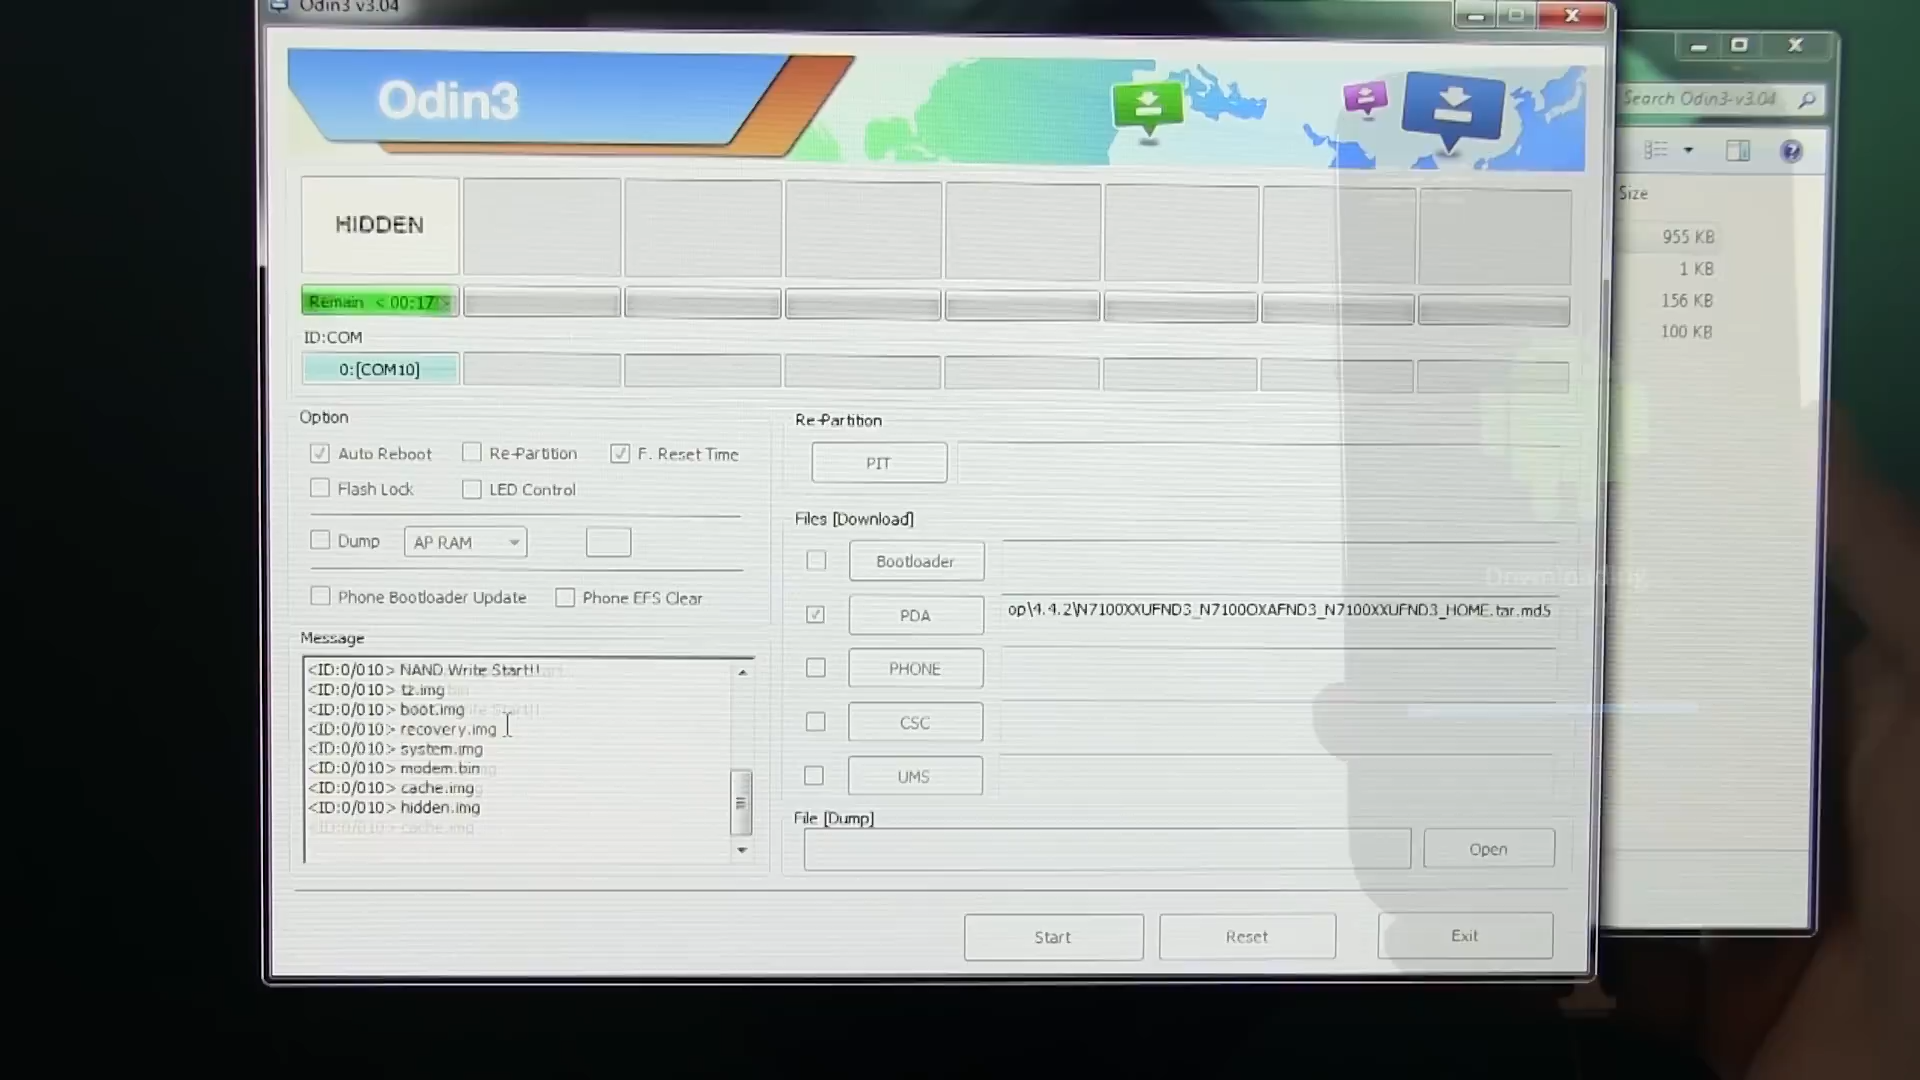 Odin3 v3.04
Odin3
Search Odin3-v3.04
Size
955 KB
1 KB
156 KB
100 KB
HIDDEN
Remain < 00:17 >
ID:COM
0:[COM10]
Option
Auto Reboot
Re-Partition
F. Reset Time
Flash Lock
LED Control
Dump
AP RAM
Phone Bootloader Update
Phone EFS Clear
Message
<ID:0/010> NAND Write Start!!
<ID:0/010> tz.img
<ID:0/010> boot.img
<ID:0/010> recovery.img
<ID:0/010> system.img
<ID:0/010> modem.bin
<ID:0/010> cache.img
<ID:0/010> hidden.img
<ID:0/010> cache.img
Re-Partition
PIT
Files [Download]
Bootloader
PDA
op\4.4.2\N7100XXUFND3_N7100OXAFND3_N7100XXUFND3_HOME.tar.md5
PHONE
CSC
UMS
File [Dump]
Open
Start
Reset
Exit